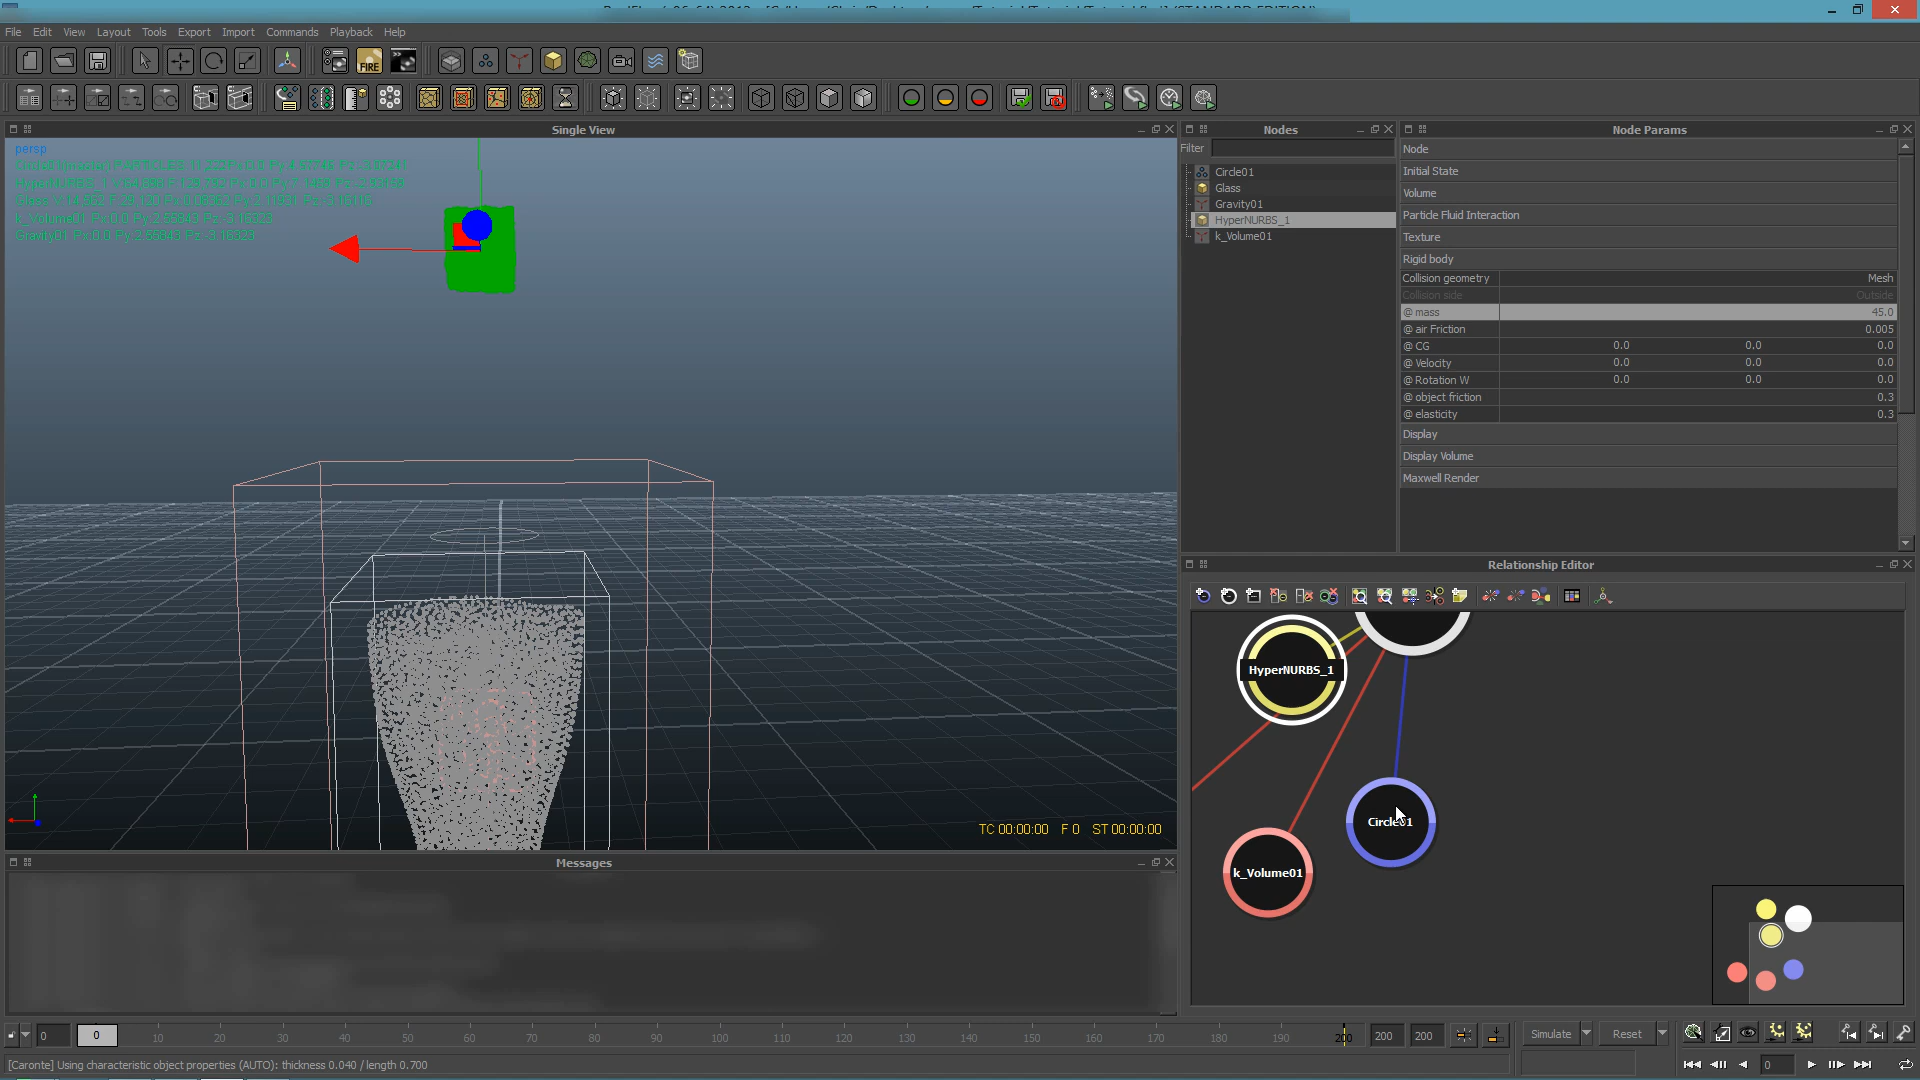 File Edit View Layout Tools Export Import Commands Playback Help
FIRE
Single View
Nodes
Node Params
persp
Filter
Circle01
Glass
Gravity01
HyperNURBS_1
k_Volume01
Node
Initial State
Volume
Particle Fluid Interaction
Texture
Rigid body
Collision geometry Mesh
Collision side Outside
@ mass 45.0
@ air Friction 0.005
@ CG 0.0 0.0 0.0
@ Velocity 0.0 0.0 0.0
@ Rotation W 0.0 0.0 0.0
@ object friction 0.3
@ elasticity 0.3
Display
Display Volume
Maxwell Render
Relationship Editor
HyperNURBS_1
Circle01
k_Volume01
TC 00:00:00 F 0 ST 00:00:00
Messages
0 0 10 20 30 40 50 60 70 80 90 100 110 120 130 140 150 160 170 180 190 200 200 200
Simulate Reset
[Caronte] Using characteristic object properties (AUTO): thickness 0.040 / length 0.700
0